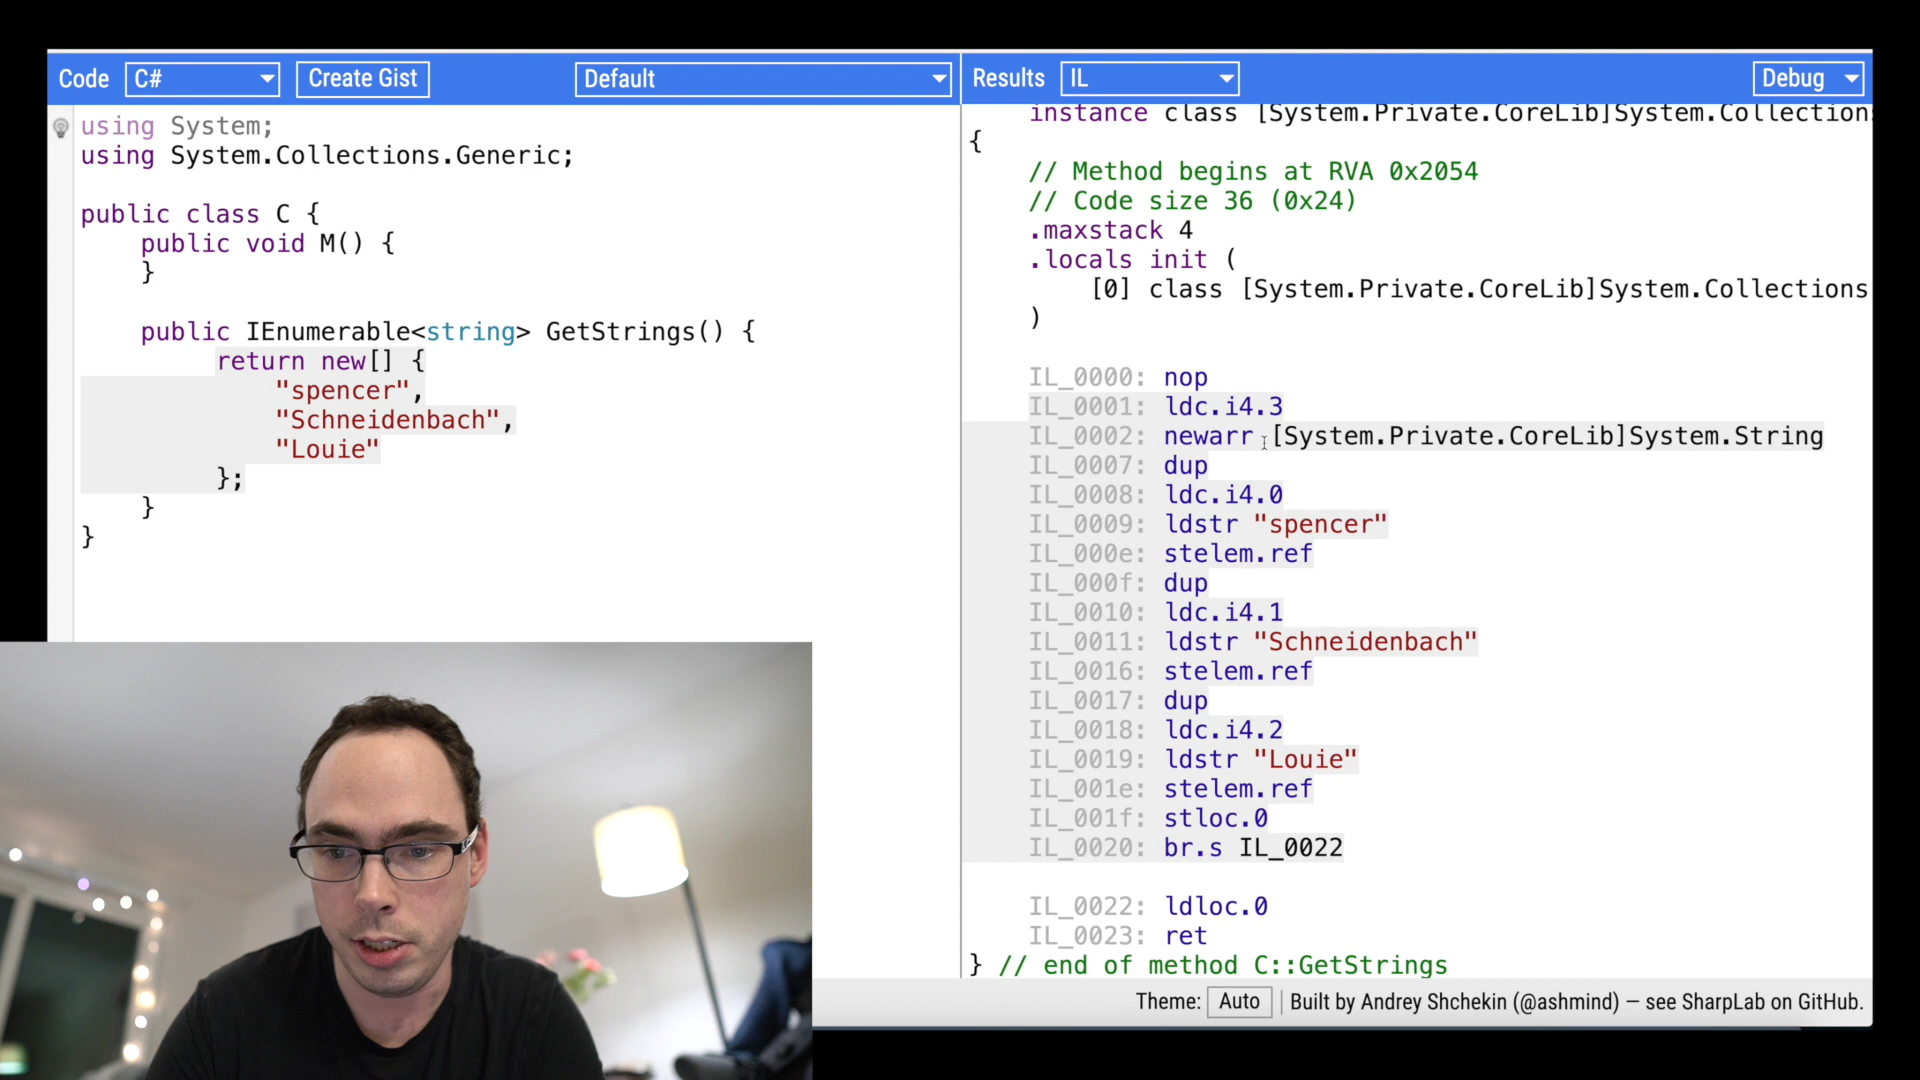 Code C# Create Gist Default
using System;
using System.Collections.Generic;
public class C {
public void M() {
}
public IEnumerable<string> GetStrings() {
return new[] {
"spencer",
"Schneidenbach",
"Louie"
};
}
}
Results IL Debug
instance class [System.Private.CoreLib]System.Collection
{
// Method begins at RVA 0x2054
// Code size 36 (0x24)
.maxstack 4
.locals init (
[0] class [System.Private.CoreLib]System.Collections
)
IL_0000: nop
IL_0001: ldc.i4.3
IL_0002: newarr [System.Private.CoreLib]System.String
IL_0007: dup
IL_0008: ldc.i4.0
IL_0009: ldstr "spencer"
IL_000e: stelem.ref
IL_000f: dup
IL_0010: ldc.i4.1
IL_0011: ldstr "Schneidenbach"
IL_0016: stelem.ref
IL_0017: dup
IL_0018: ldc.i4.2
IL_0019: ldstr "Louie"
IL_001e: stelem.ref
IL_001f: stloc.0
IL_0020: br.s IL_0022
IL_0022: ldloc.0
IL_0023: ret
} // end of method C::GetStrings
Theme: Auto Built by Andrey Shchekin (@ashmind) — see SharpLab on GitHub.